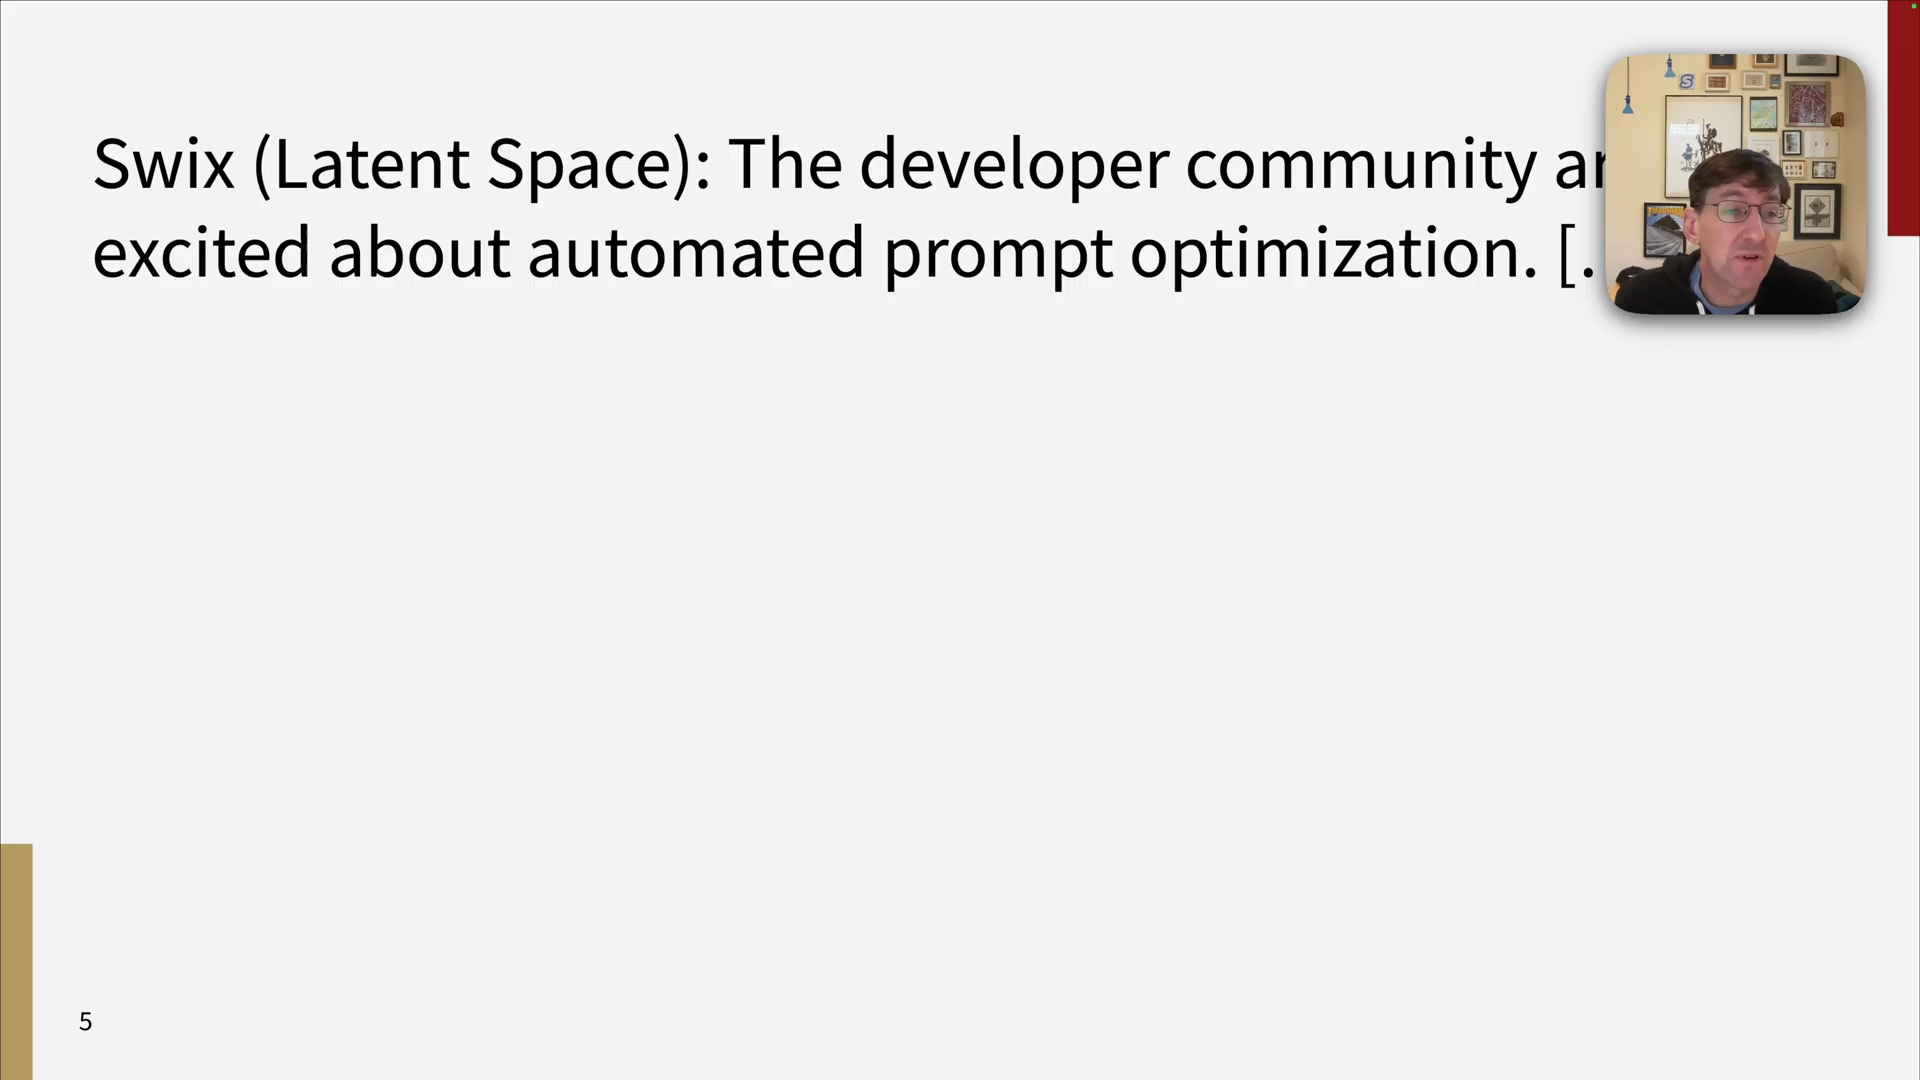 Swix (Latent Space): The developer community
excited about automated prompt optimization. [.
5